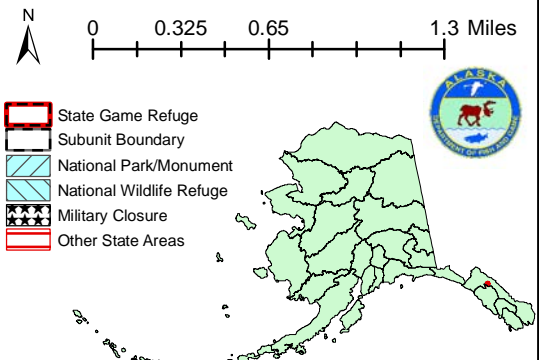 N
0 0.325 0.65 1.3 Miles
ALASKA
DEPARTMENT OF FISH AND GAME
State Game Refuge
Subunit Boundary
National Park/Monument
National Wildlife Refuge
Military Closure
Other State Areas